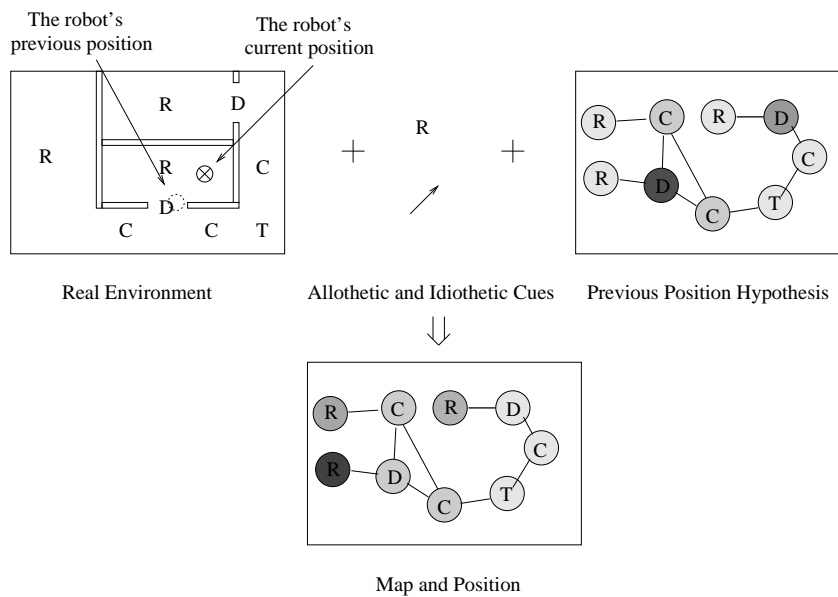 The robot's
previous position
The robot's
current position
R
D
R
R
C
D
C
C
T
Real Environment
+
R
+
Allothetic and Idiothetic Cues
R
C
R
D
C
R
D
C
T
Previous Position Hypothesis
R
C
R
D
C
R
D
C
T
Map and Position